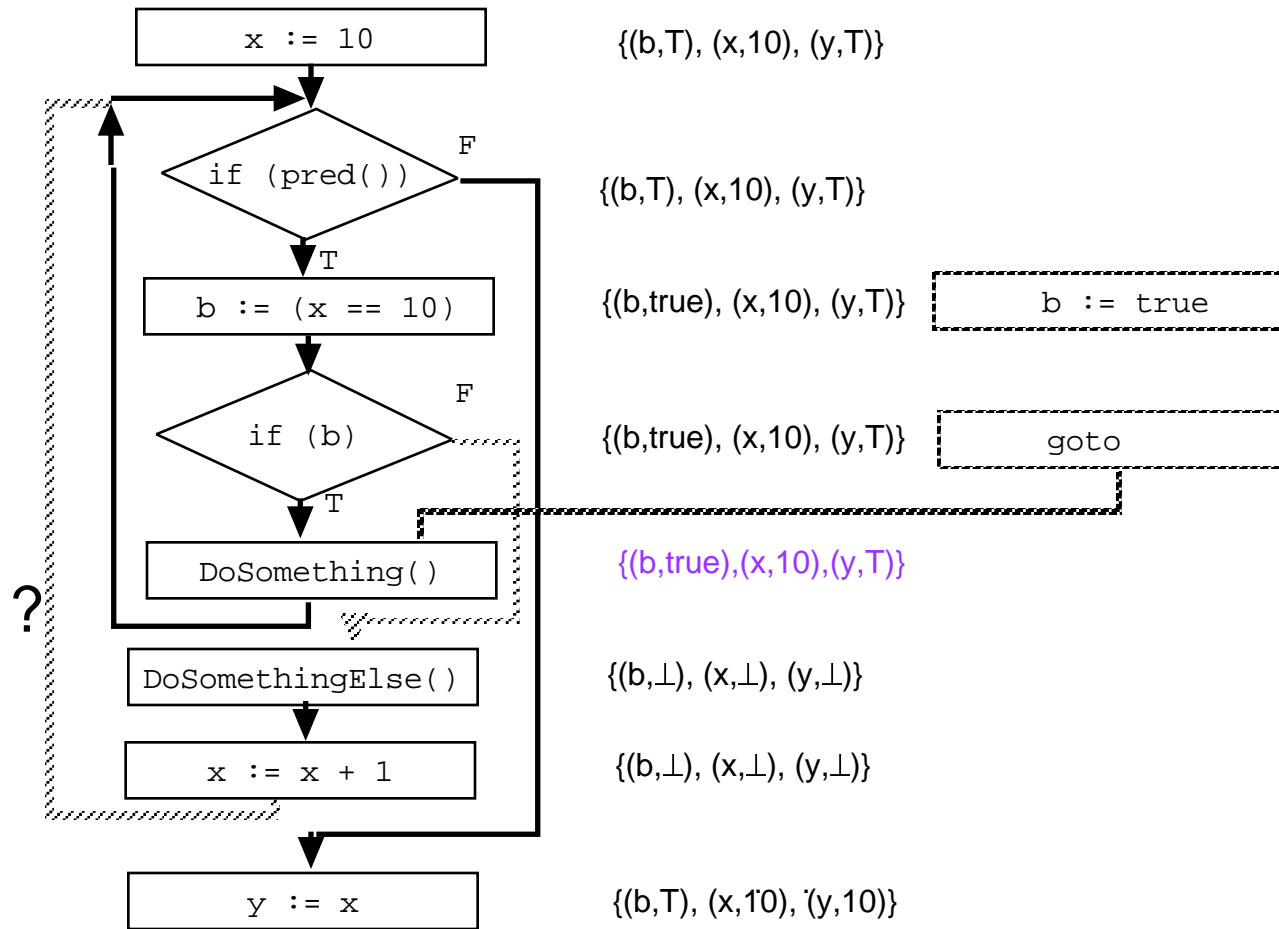 x := 10 {(b,T), (x,10), (y,T)}
F
if (pred()) {(b,T), (x,10), (y,T)}
T
b := (x == 10) {(b,true), (x,10), (y,T)} b := true
F
if (b) {(b,true), (x,10), (y,T)} goto
T
DoSomething() {(b,true),(x,10),(y,T)}
?
DoSomethingElse() {(b,⊥), (x,⊥), (y,⊥)}
x := x + 1 {(b,⊥), (x,⊥), (y,⊥)}
y := x {(b,T), (x,10), (y,10)}